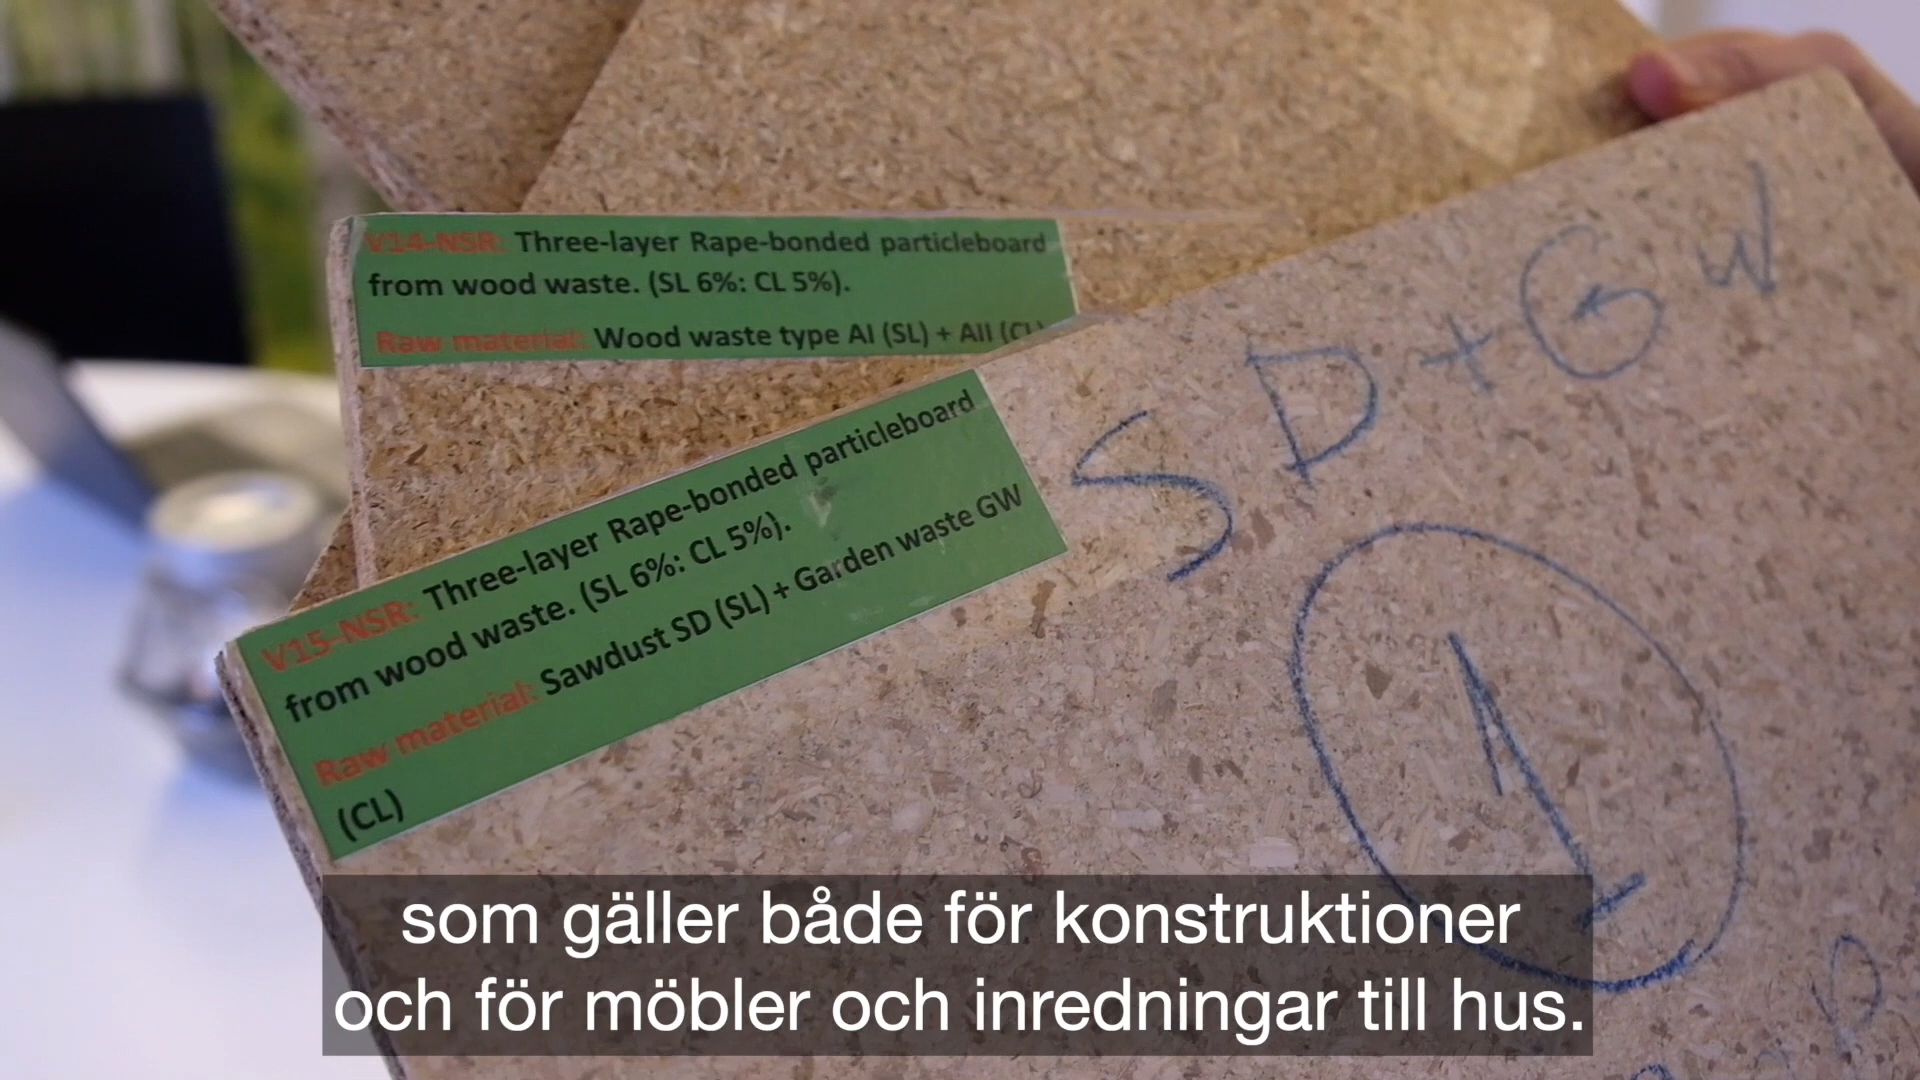 V14-NSR: Three-layer Rape-bonded particleboard
from wood waste. (SL 6%: CL 5%).
Raw material: Wood waste type AI (SL) + AII (CL)
V15-NSR: Three-layer Rape-bonded particleboard
from wood waste. (SL 6%: CL 5%).
Raw material: Sawdust SD (SL) + Garden waste GW
(CL)
SD + GW
1
som gäller både för konstruktioner
och för möbler och inredningar till hus.